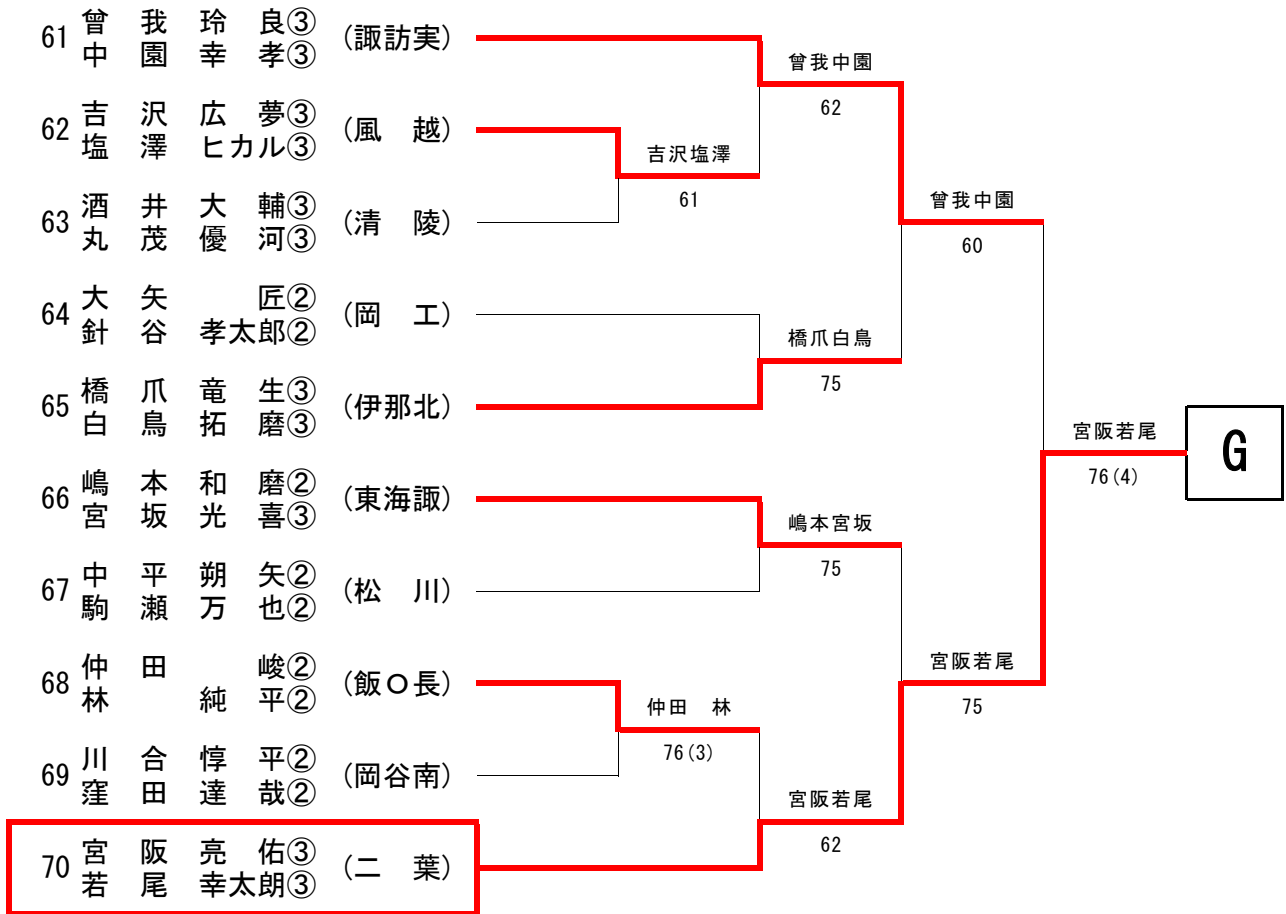 61 曾我玲良③ (諏訪実)
中園幸孝③
62 吉沢広夢③ (風越)
塩澤ヒカル③
63 酒井大輔③ (清陵)
丸茂優河③
64 大矢匠② (岡工)
針谷孝太郎②
65 橋爪竜生③ (伊那北)
白鳥拓磨③
66 嶋本和磨② (東海諏)
宮坂光喜③
67 中平朔矢② (松川)
駒瀬万也②
68 仲田峻② (飯O長)
林純平②
69 川合惇平② (岡谷南)
窪田達哉②
70 宮阪亮佑③ (二葉)
若尾幸太朗③
吉沢塩澤
61
仲田 林
76(3)
曾我中園
62
橋爪白鳥
75
嶋本宮坂
75
宮阪若尾
62
曾我中園
60
宮阪若尾
75
宮阪若尾
76(4)
G